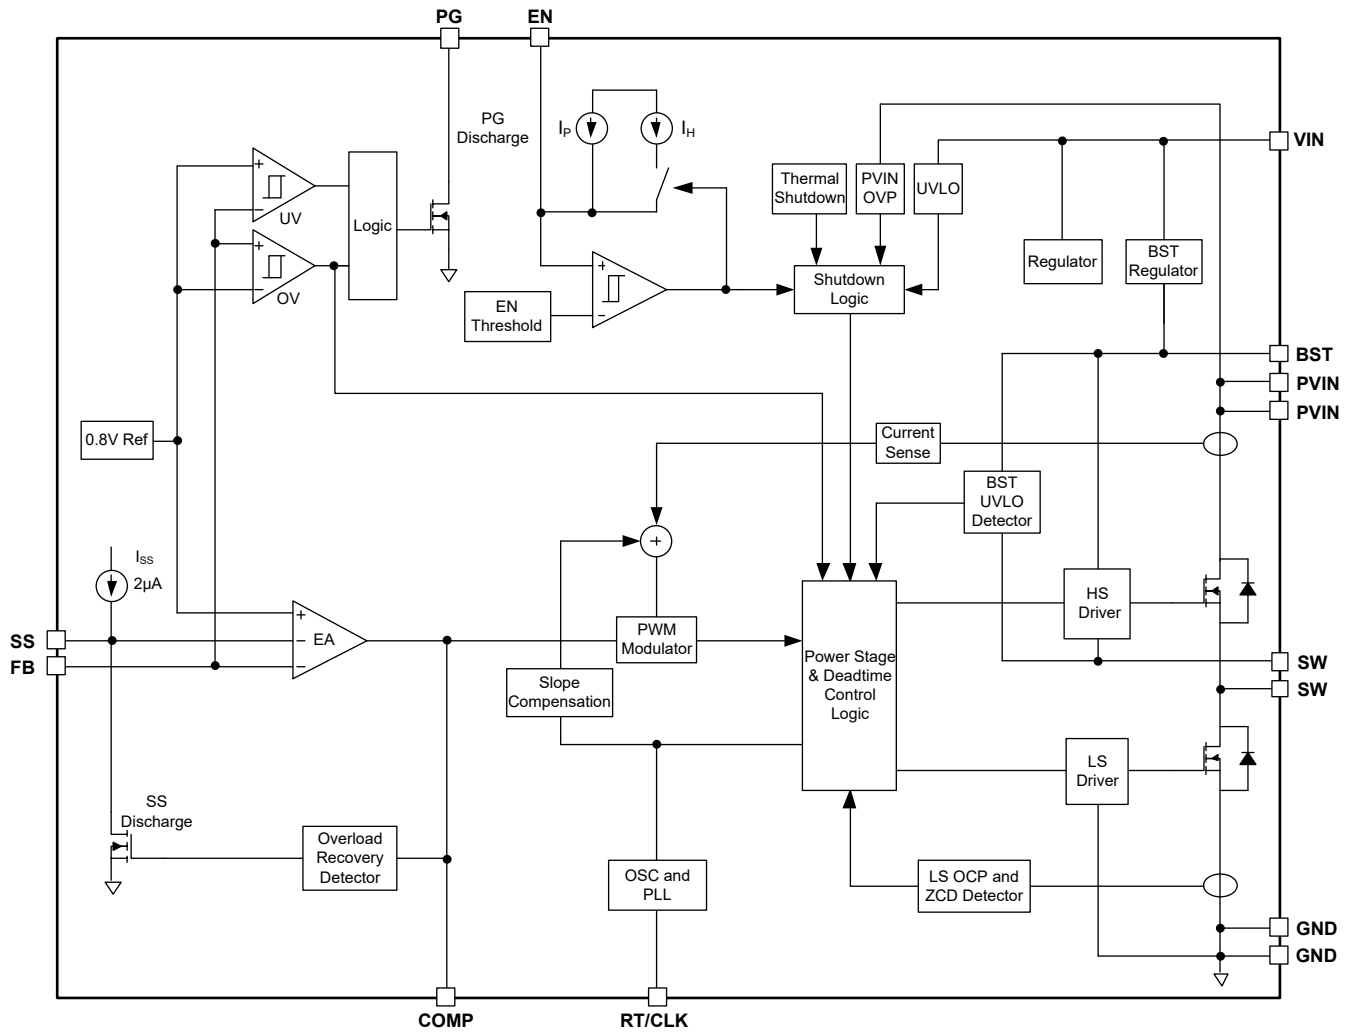 PG
EN
PG
Discharge
IP
IH
VIN
Thermal
Shutdown
PVIN
OVP
UVLO
+
−
UV
Logic
+
−
OV
+
−
EN
Threshold
Shutdown
Logic
Regulator
BST
Regulator
BST
PVIN
PVIN
0.8V Ref
Current
Sense
BST
UVLO
Detector
+
ISS
2µA
HS
Driver
SS
FB
+
−
−
EA
PWM
Modulator
Power Stage
& Deadtime
Control
Logic
SW
SW
Slope
Compensation
LS
Driver
SS
Discharge
Overload
Recovery
Detector
OSC and
PLL
LS OCP and
ZCD Detector
GND
GND
COMP
RT/CLK